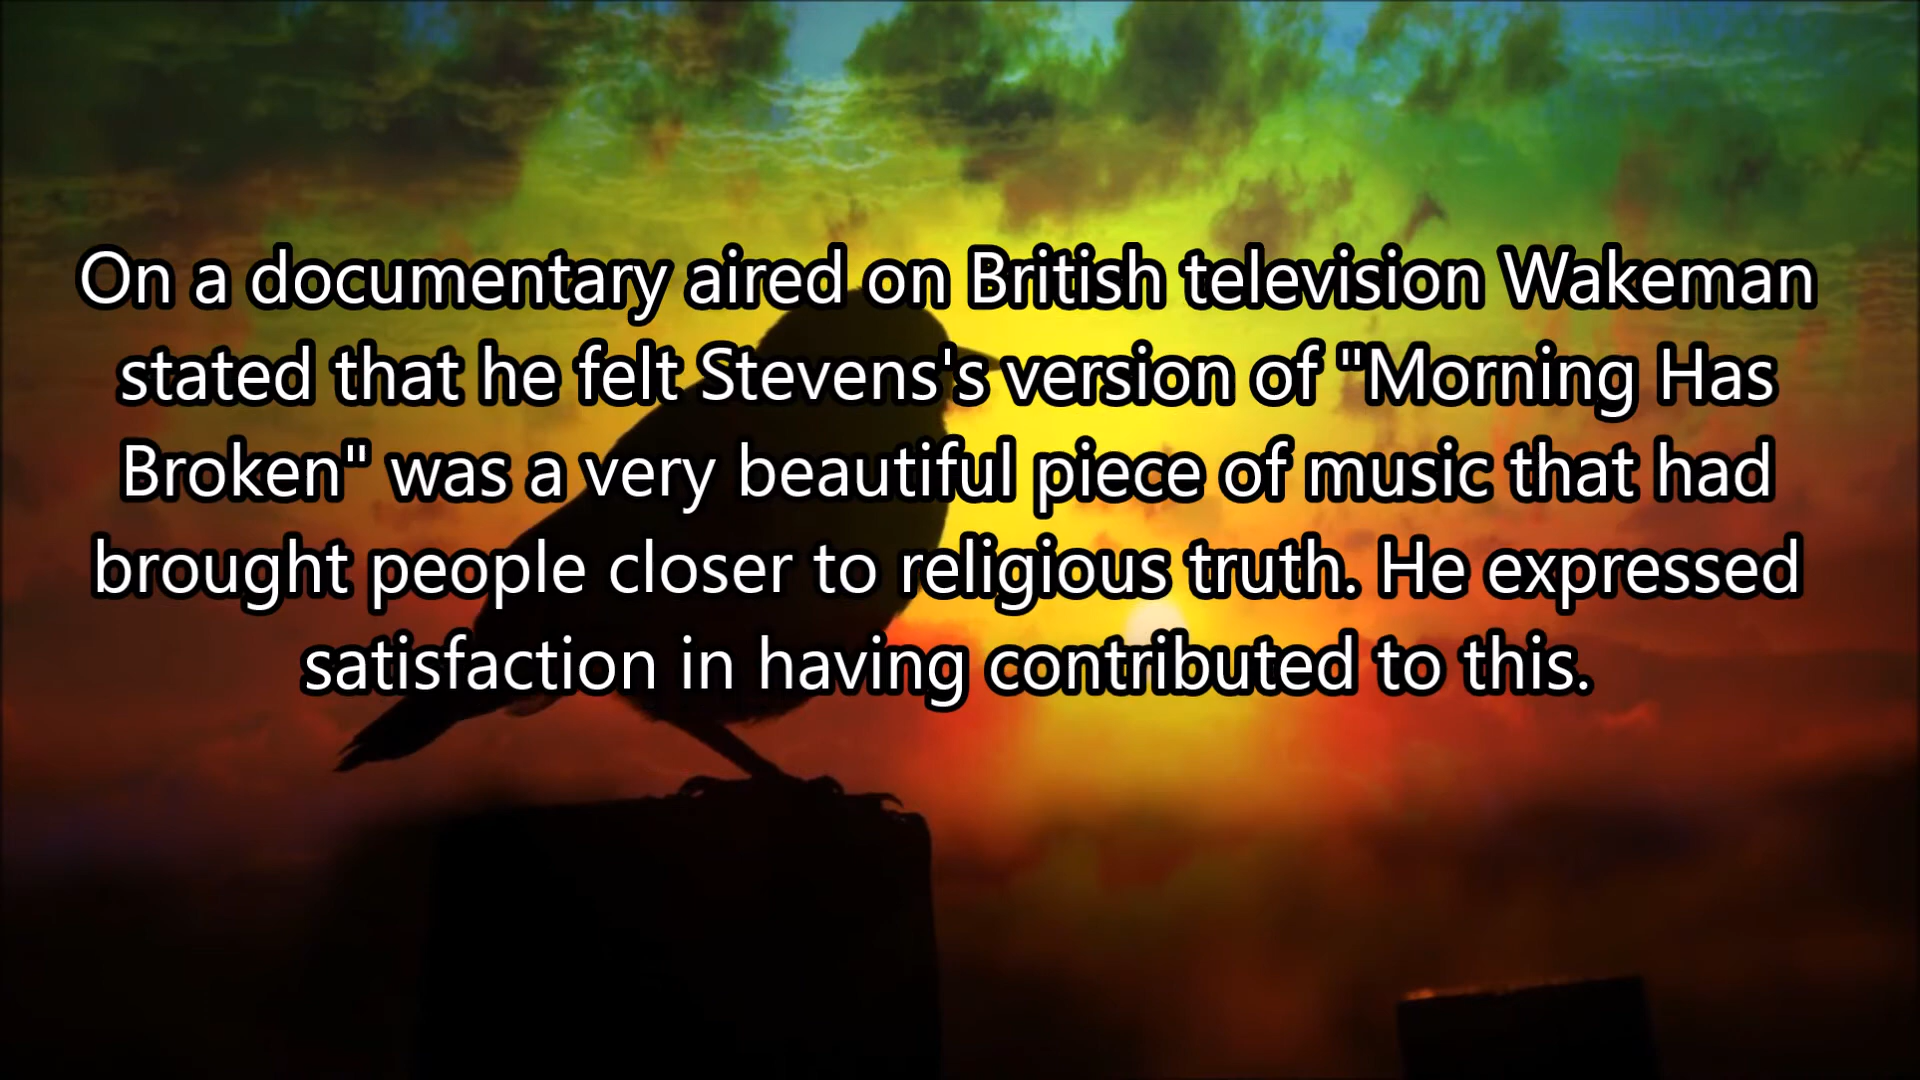 On a documentary aired on British television Wakeman
stated that he felt Stevens's version of "Morning Has
Broken" was a very beautiful piece of music that had
brought people closer to religious truth. He expressed
satisfaction in having contributed to this.